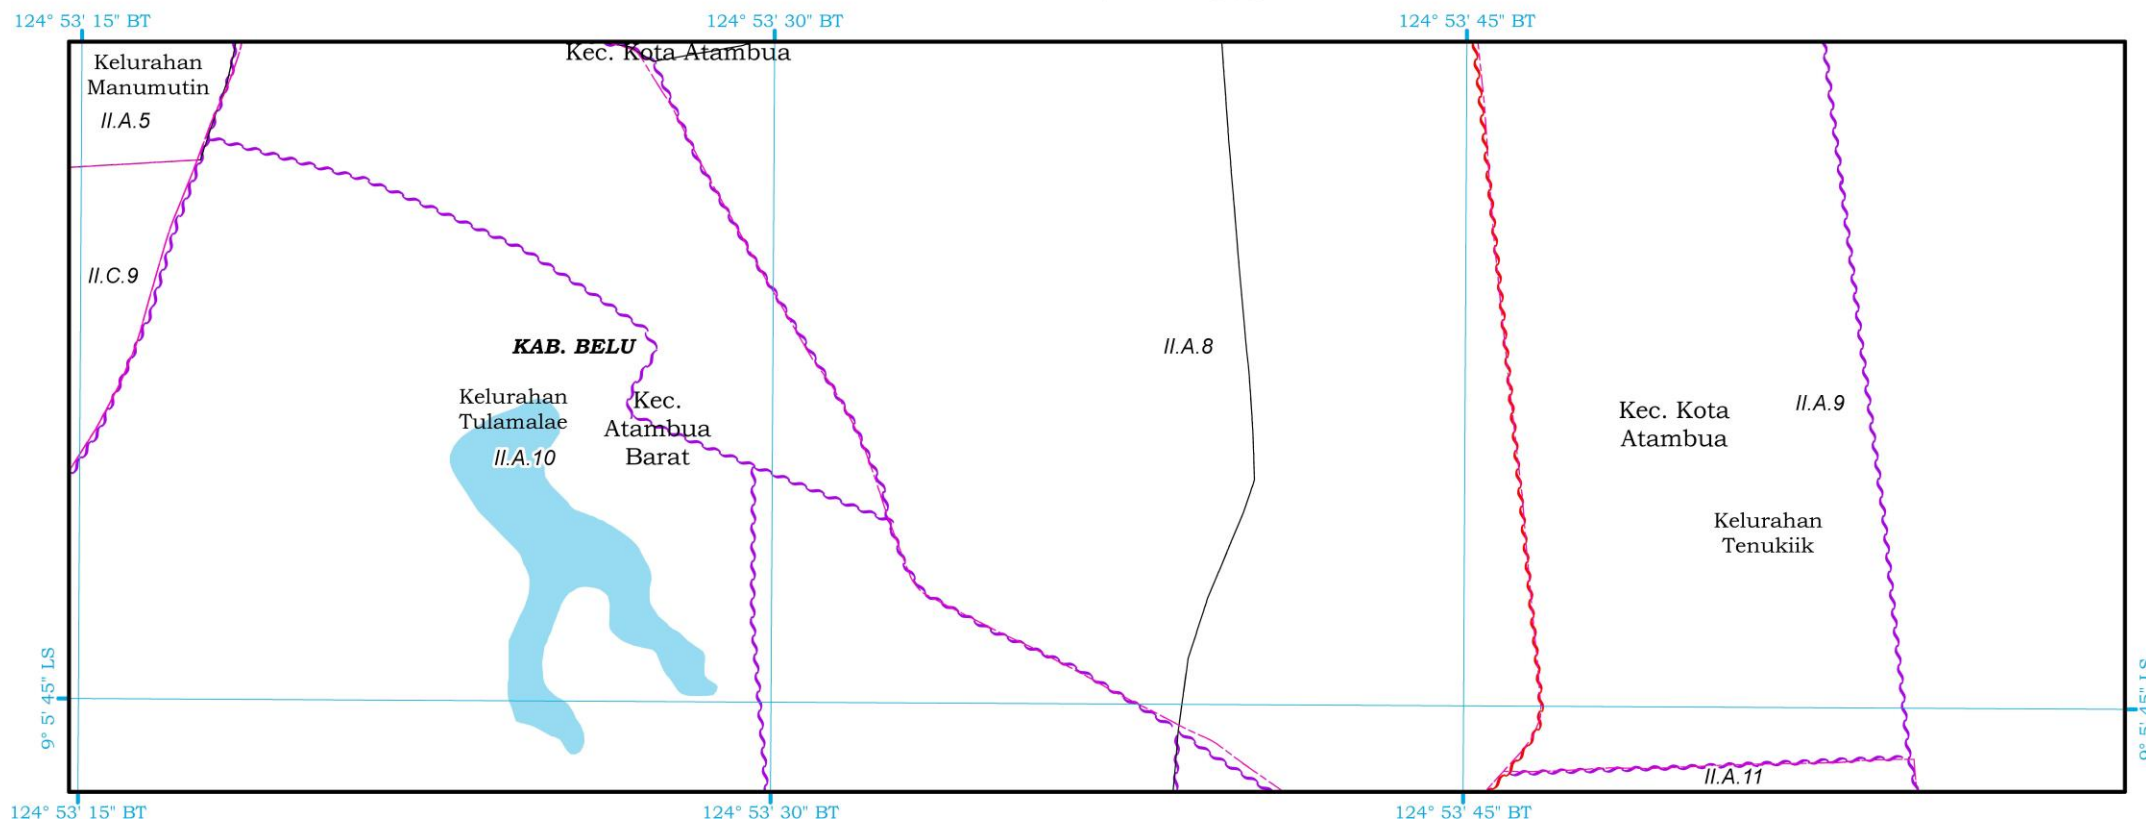 124° 53' 15" BT
124° 53' 30" BT
124° 53' 45" BT
Kec. Kota Atambua
Kelurahan
Manumutin
II.A.5
II.C.9
KAB. BELU
II.A.8
Kelurahan
Tulamalae
Kec.
Atambua
Barat
II.A.10
II.A.9
Kec. Kota
Atambua
Kelurahan
Tenukiik
9° 5' 45" LS
9° 5' 45" LS
II.A.11
124° 53' 15" BT
124° 53' 30" BT
124° 53' 45" BT